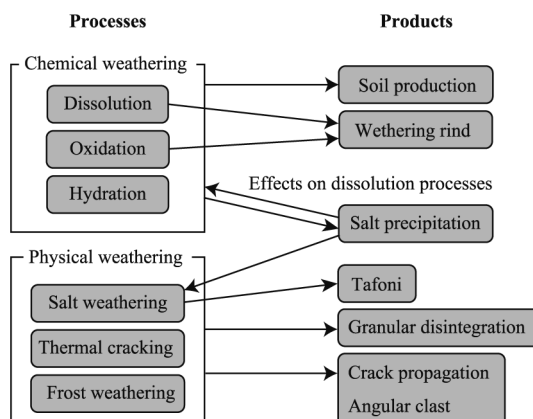 Processes
Products
Chemical weathering
Dissolution
Oxidation
Hydration
Soil production
Wethering rind
Effects on dissolution processes
Salt precipitation
Physical weathering
Salt weathering
Thermal cracking
Frost weathering
Tafoni
Granular disintegration
Crack propagation
Angular clast